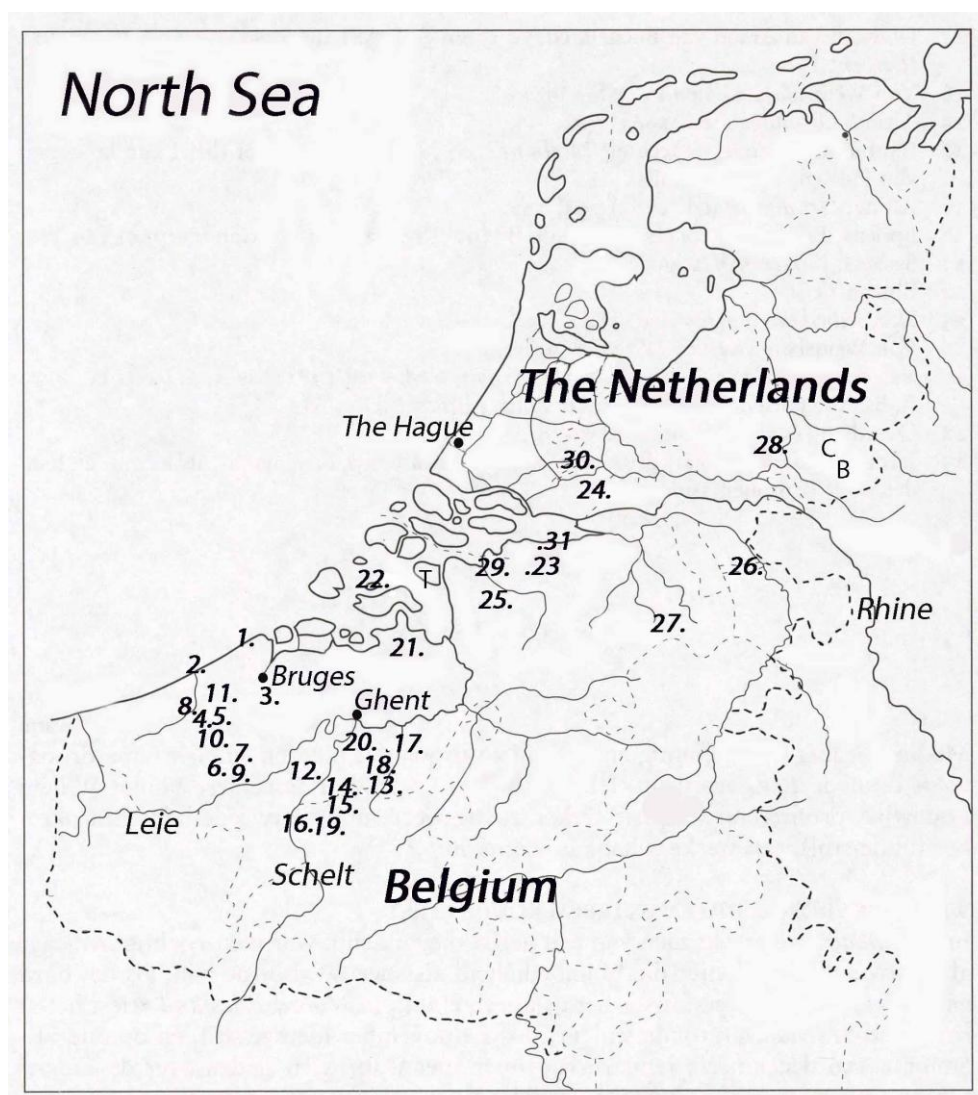 North Sea
The Netherlands
The Hague
28.
C
B
30.
24.
.31
22.
T
29.
.23
26.
25.
Rhine
27.
1.
21.
2.
Bruges
11.
3.
8.
4.
5.
Ghent
10.
20.
17.
7.
6.
9.
12.
18.
13.
14.
15.
Leie
16.
19.
Schelt
Belgium